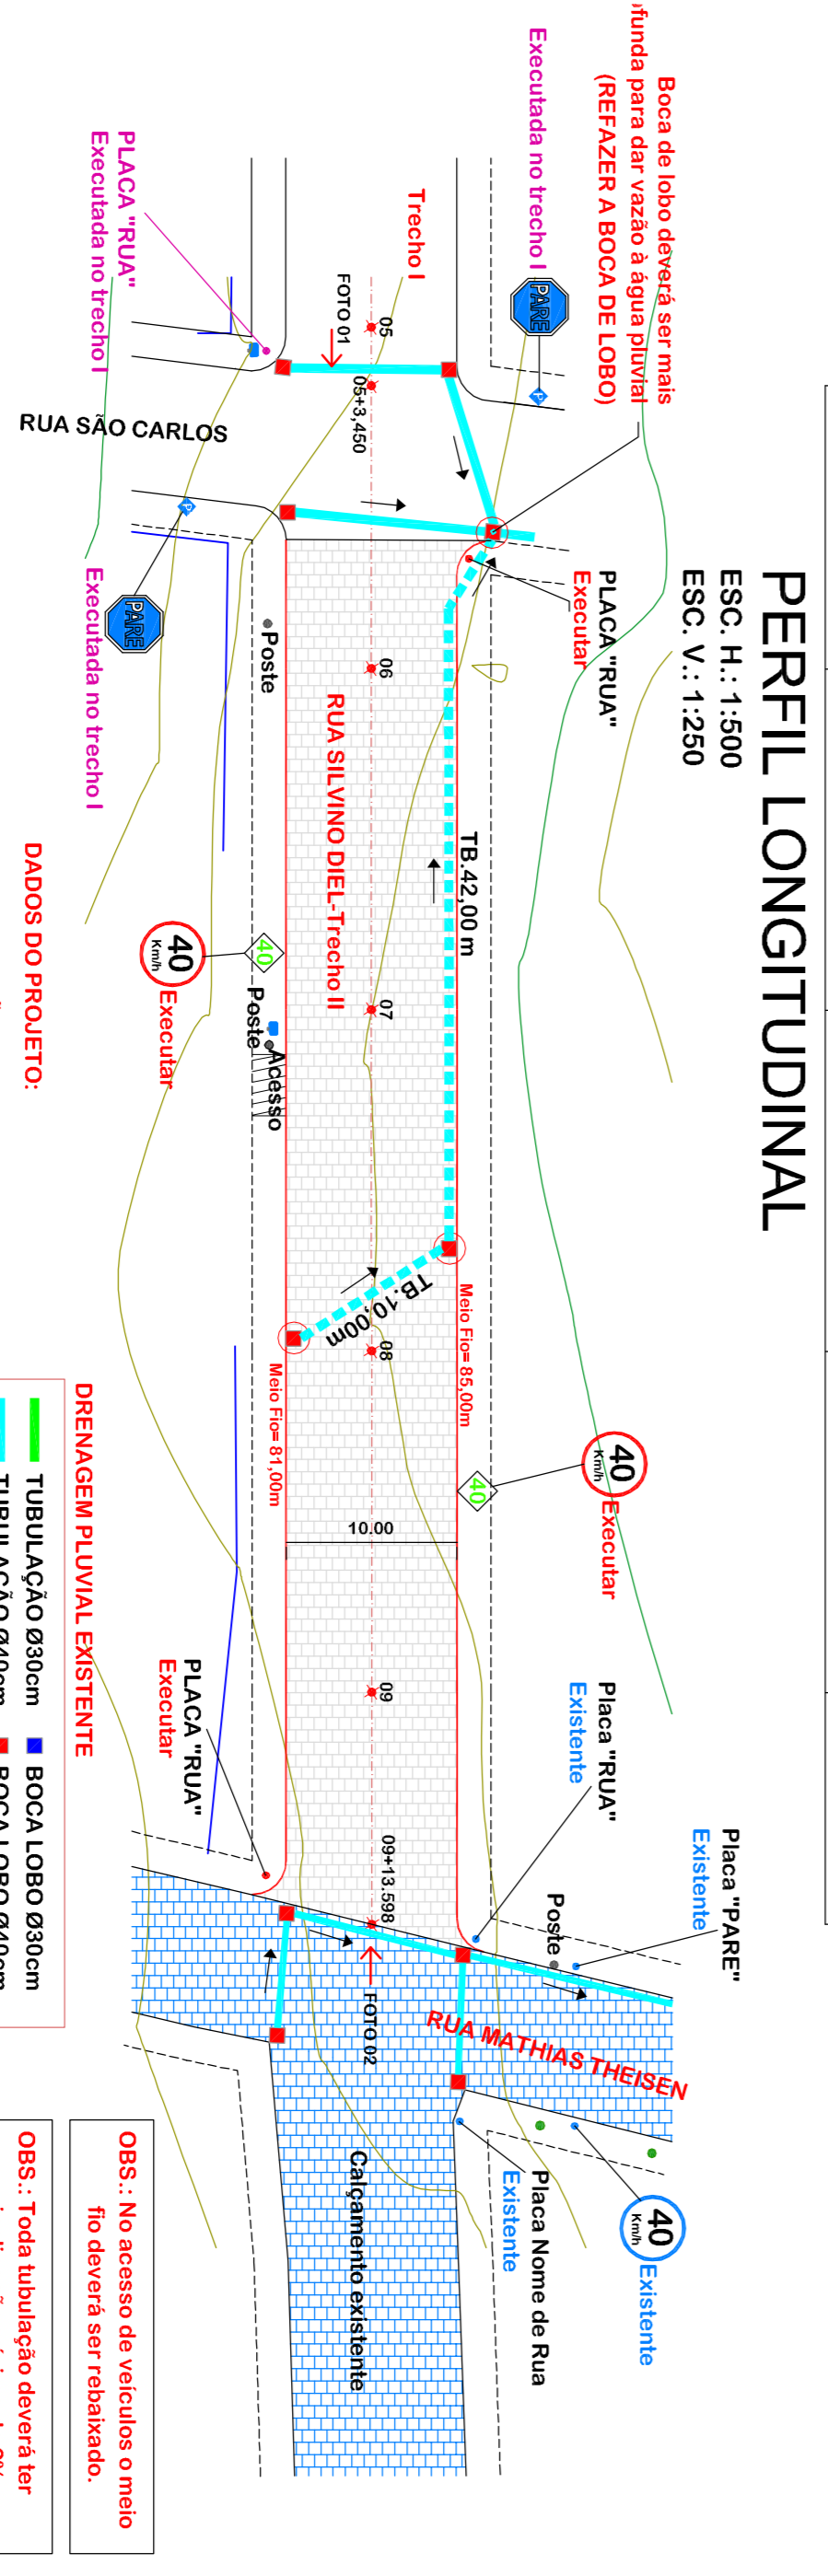 Boca de lobo deverá ser mais
funda para dar vazão à água pluvial
(REFAZER A BOCA DE LOBO)
Executada no trecho I
PARE
PERFIL LONGITUDINAL
ESC. H.: 1:500
ESC. V.: 1:250
Trecho I
FOTO 01
05
05+3,450
PLACA "RUA"
Executada no trecho I
RUA SÃO CARLOS
PARE
Executada no trecho I
PLACA "RUA"
Executar
Poste
06
RUA SILVINO DIEL-Trecho II
TB.42,00 m
40
Km/h
Executar
40
Poste
Acesso
07
TB.10,00m
08
Meio Fio= 85,00m
Meio Fio= 81,00m
40
Km/h
Executar
40
10.00
09
PLACA "RUA"
Executar
Placa "RUA"
Existente
Placa "PARE"
Existente
Poste
09+13.598
FOTO 02
RUA MATHIAS THEISEN
40
Km/h
Existente
Placa Nome de Rua
Existente
Calçamento existente
DADOS DO PROJETO:
DRENAGEM PLUVIAL EXISTENTE
TUBULAÇÃO Ø30cm
BOCA LOBO Ø30cm
TUBULAÇÃO Ø40cm
BOCA LOBO Ø40cm
OBS.: No acesso de veículos o meio
fio deverá ser rebaixado.
OBS.: Toda tubulação deverá ter